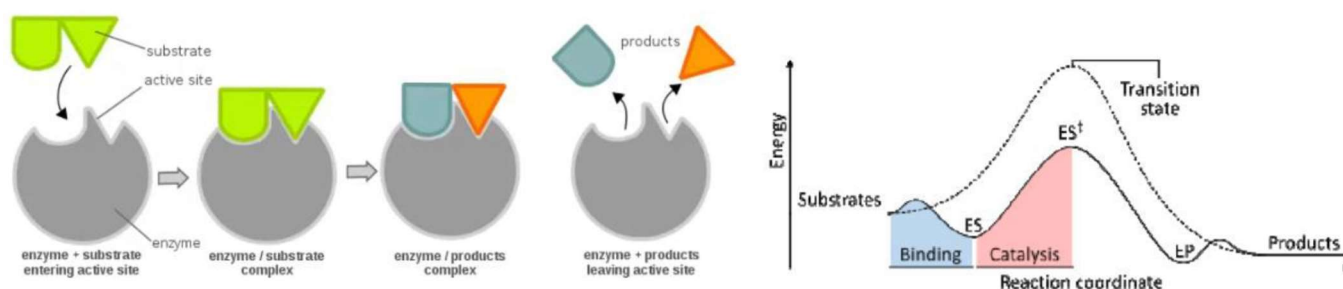 substrate
active site
enzyme
enzyme + substrate
entering active site
enzyme / substrate
complex
enzyme / products
complex
products
enzyme + products
leaving active site
Energy
Substrates
Binding
ES
Catalysis
ES‡
Transition
state
EP
Products
Reaction coordinate